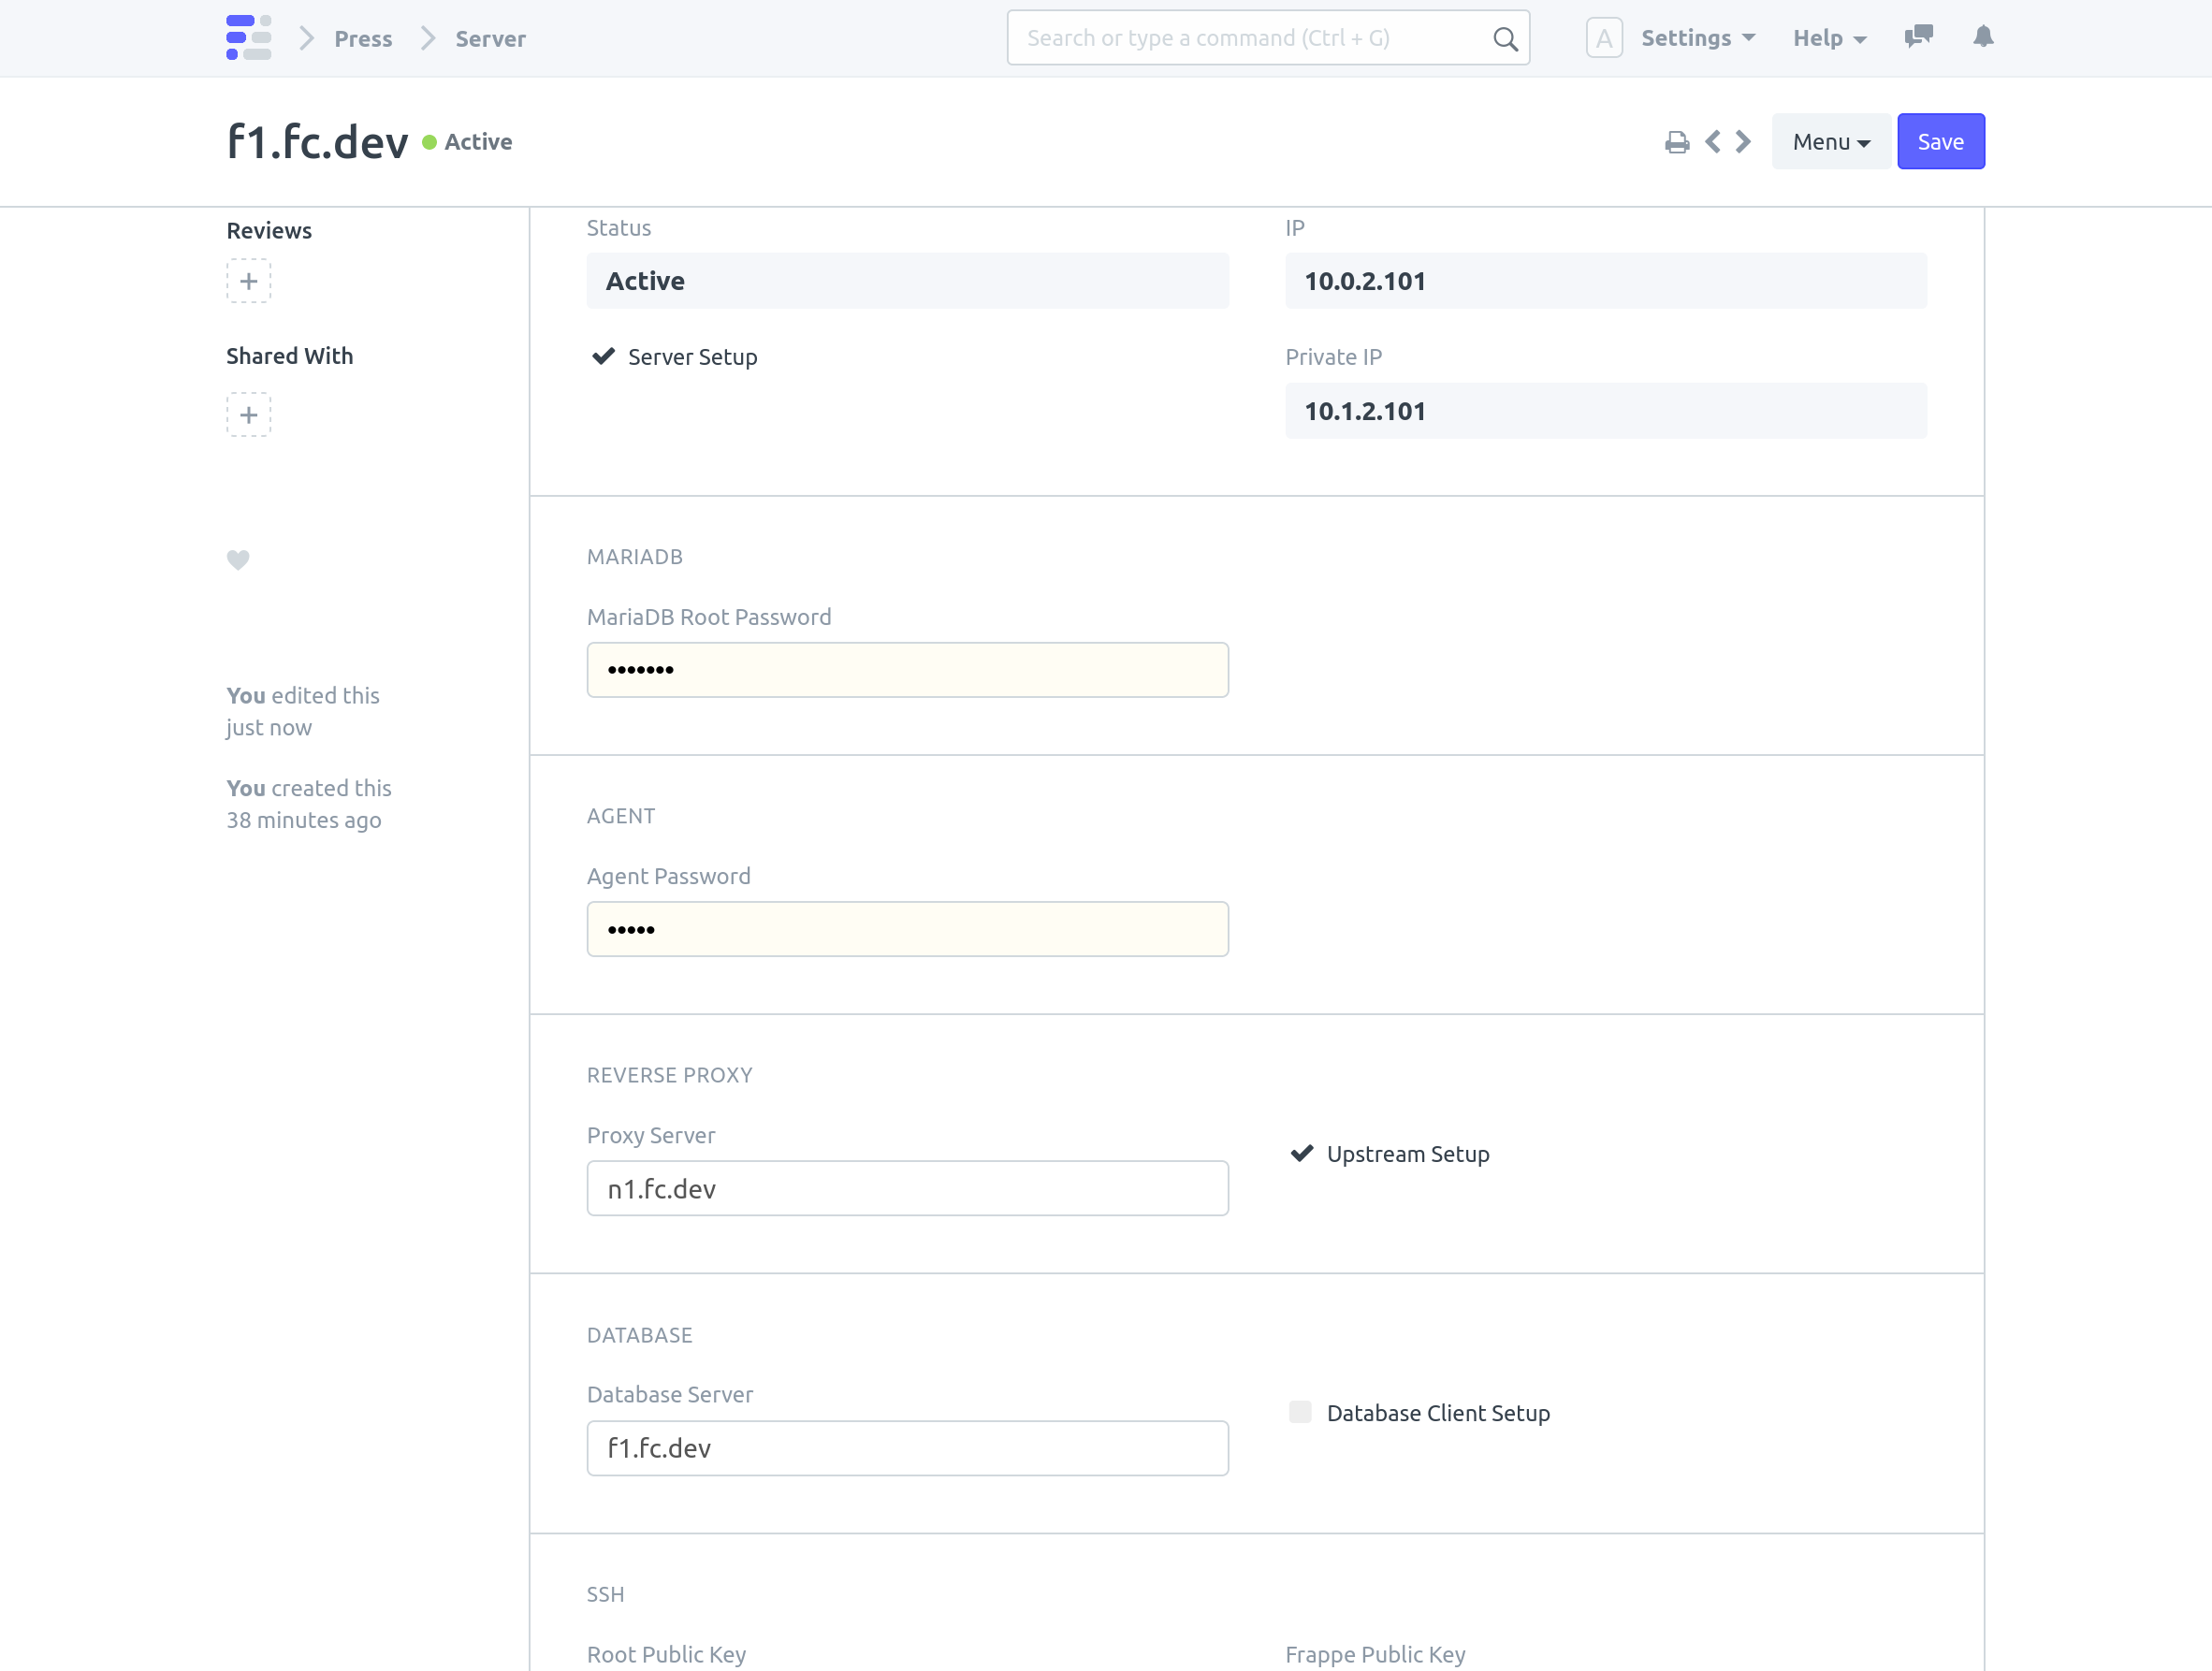 Press
Server
Search or type a command (Ctrl + G)
A
Settings
Help
f1.fc.dev
Active
Menu
Save
Reviews
+
Shared With
+
You edited this
just now
You created this
38 minutes ago
Status
Active
Server Setup
IP
10.0.2.101
Private IP
10.1.2.101
MARIADB
MariaDB Root Password
•••••••
AGENT
Agent Password
•••••
REVERSE PROXY
Proxy Server
n1.fc.dev
Upstream Setup
DATABASE
Database Server
f1.fc.dev
Database Client Setup
SSH
Root Public Key
Frappe Public Key